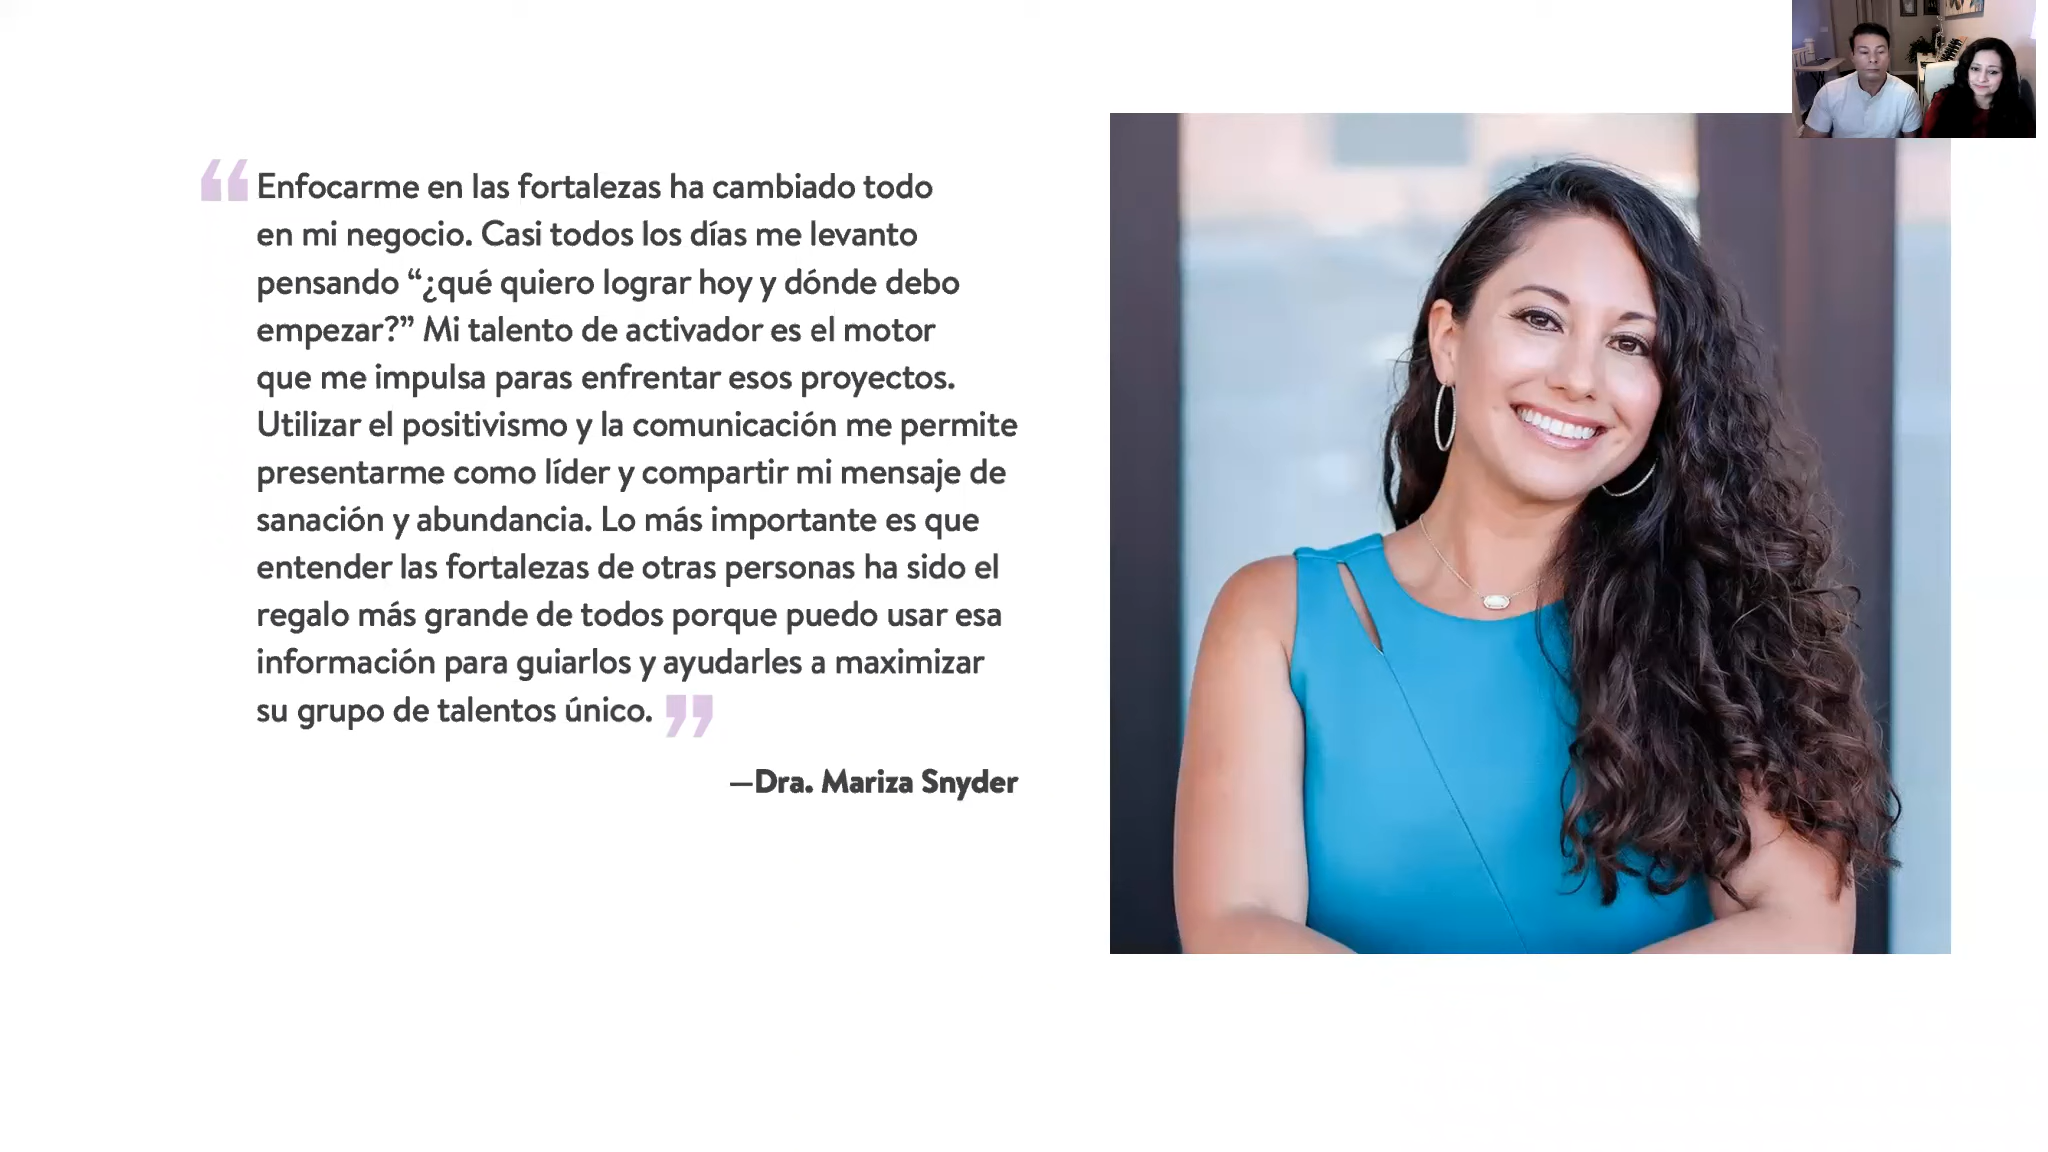 “Enfocarme en las fortalezas ha cambiado todo
en mi negocio. Casi todos los días me levanto
pensando “¿qué quiero lograr hoy y dónde debo
empezar?” Mi talento de activador es el motor
que me impulsa paras enfrentar esos proyectos.
Utilizar el positivismo y la comunicación me permite
presentarme como líder y compartir mi mensaje de
sanación y abundancia. Lo más importante es que
entender las fortalezas de otras personas ha sido el
regalo más grande de todos porque puedo usar esa
información para guiarlos y ayudarles a maximizar
su grupo de talentos único.”
—Dra. Mariza Snyder